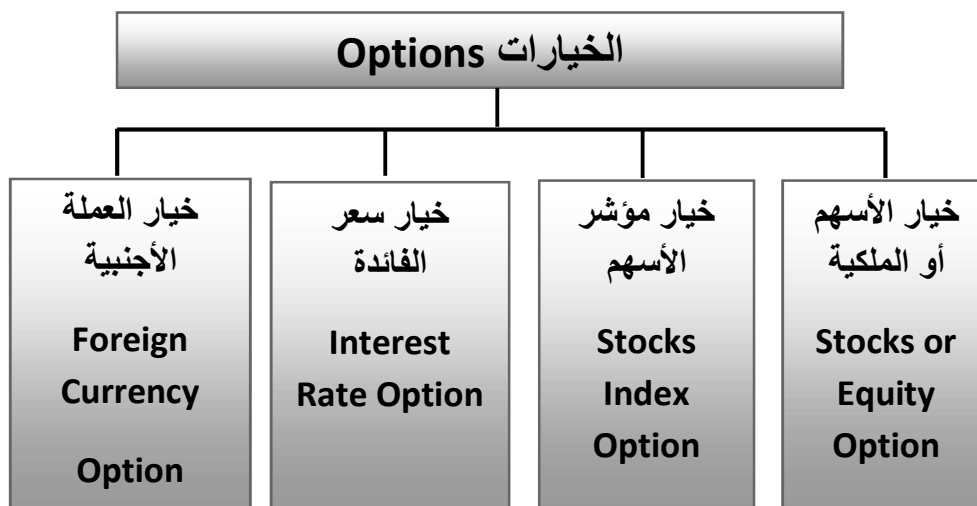 الخيارات Options
خيار الأسهم
أو الملكية
Stocks or
Equity
Option
خيار مؤشر
الأسهم
Stocks
Index
Option
خيار سعر
الفائدة
Interest
Rate Option
خيار العملة
الأجنبية
Foreign
Currency
Option